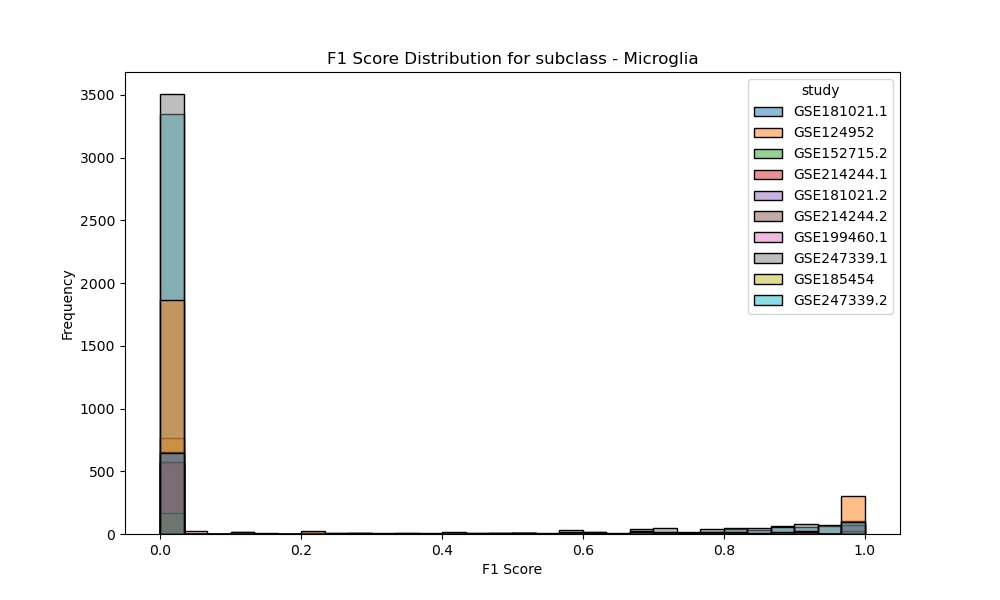 F1 Score Distribution for subclass - Microglia
study
GSE181021.1
GSE124952
GSE152715.2
GSE214244.1
GSE181021.2
GSE214244.2
GSE199460.1
GSE247339.1
GSE185454
GSE247339.2
Frequency
3500
3000
2500
2000
1500
1000
500
0
0.0 0.2 0.4 0.6 0.8 1.0
F1 Score